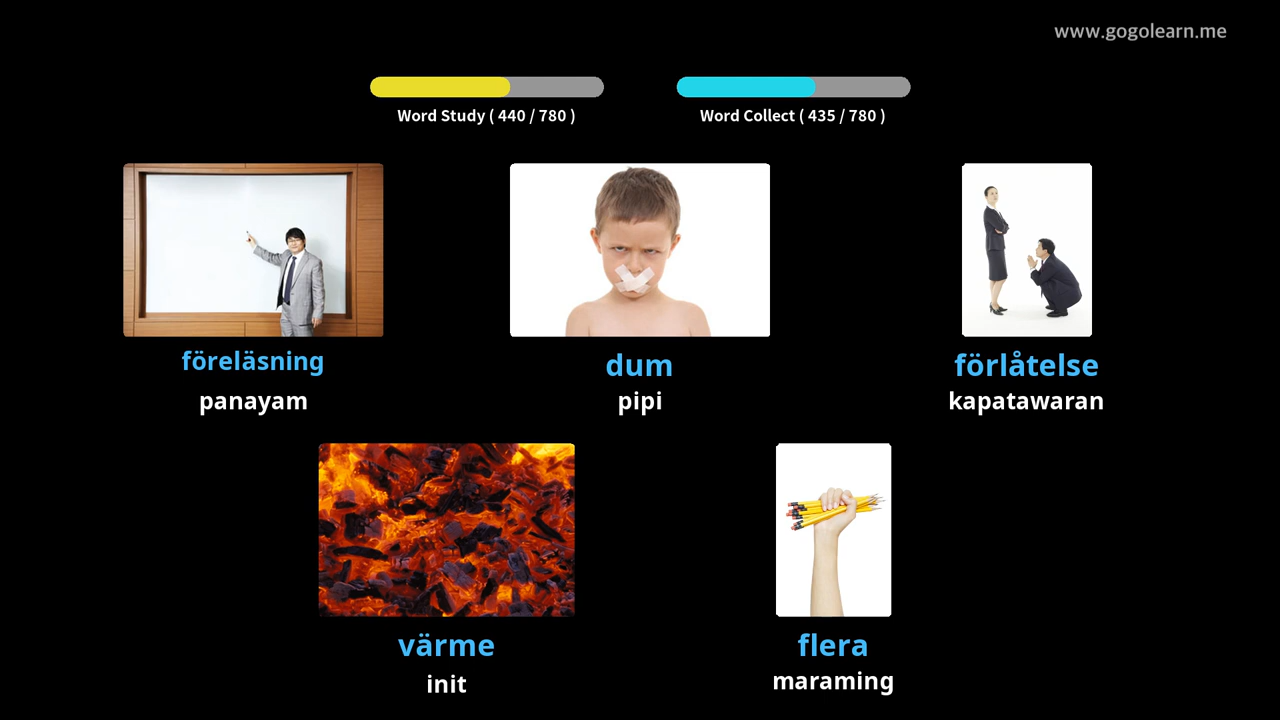 www.gogolearn.me
Word Study ( 440 / 780 )
Word Collect ( 435 / 780 )
föreläsning
panayam
dum
pipi
förlåtelse
kapatawaran
värme
init
flera
maraming